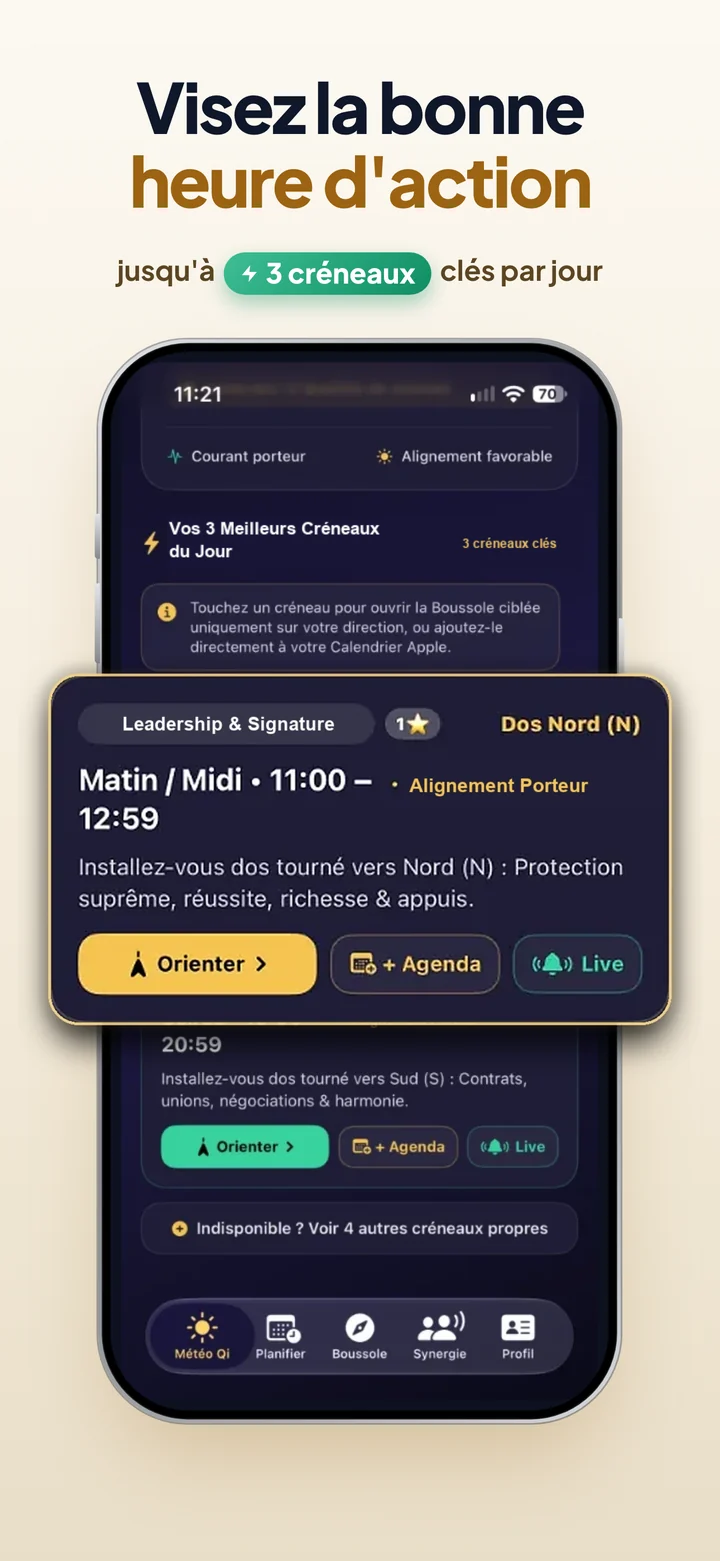 Visez la bonne
heure d'action
jusqu'à 3 créneaux clés par jour
11:21 70
Courant porteur Alignement favorable
Vos 3 Meilleurs Créneaux
du Jour
3 créneaux clés
Touchez un créneau pour ouvrir la Boussole ciblée
uniquement sur votre direction, ou ajoutez-le
directement à votre Calendrier Apple.
Leadership & Signature 1⭐ Dos Nord (N)
Matin / Midi • 11:00 – • Alignement Porteur
12:59
Installez-vous dos tourné vers Nord (N) : Protection
suprême, réussite, richesse & appuis.
Orienter > + Agenda Live
20:59
Installez-vous dos tourné vers Sud (S) : Contrats,
unions, négociations & harmonie.
Orienter > + Agenda Live
Indisponible ? Voir 4 autres créneaux propres
Météo Qi Planifier Boussole Synergie Profil